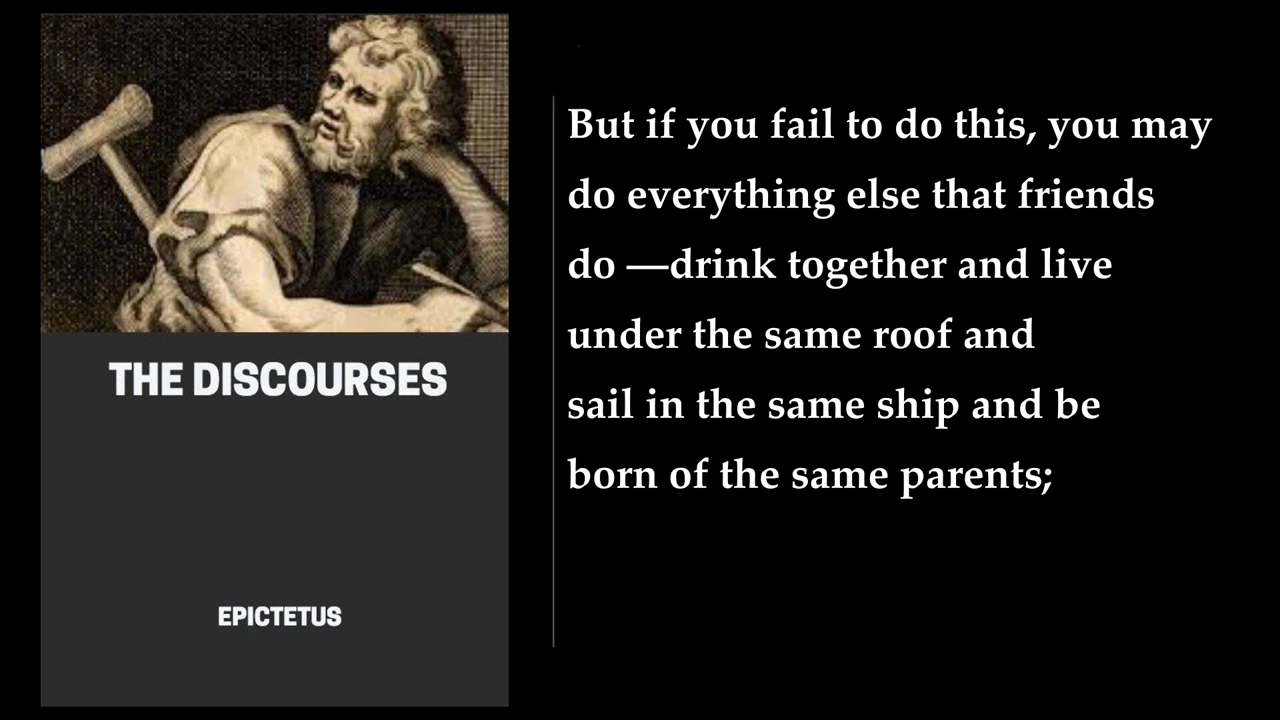 THE DISCOURSES
EPICTETUS
But if you fail to do this, you may
do everything else that friends
do —drink together and live
under the same roof and
sail in the same ship and be
born of the same parents;